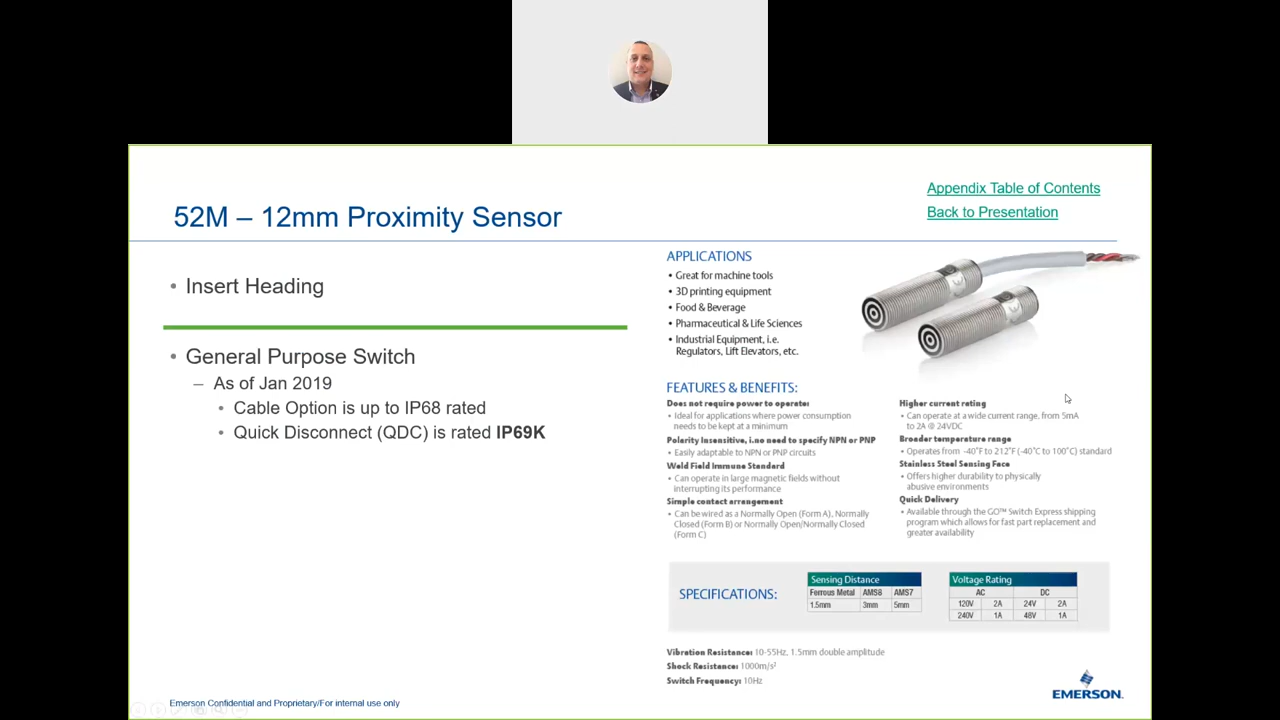 Appendix Table of Contents
Back to Presentation
52M – 12mm Proximity Sensor
• Insert Heading
• General Purpose Switch
– As of Jan 2019
• Cable Option is up to IP68 rated
• Quick Disconnect (QDC) is rated IP69K
APPLICATIONS
• Great for machine tools
• 3D printing equipment
• Food & Beverage
• Pharmaceutical & Life Sciences
• Industrial Equipment, i.e.
Regulators, Lift Elevators, etc.
FEATURES & BENEFITS:
Does not require power to operate:
• Ideal for applications where power consumption
needs to be kept at a minimum
Polarity Insensitive, i.no need to specify NPN or PNP
• Easily adaptable to NPN or PNP circuits
Weld Field Immune Standard
• Can operate in large magnetic fields without
interrupting its performance
Simple contact arrangement
• Can be wired as a Normally Open (Form A), Normally
Closed (Form B) or Normally Open/Normally Closed
(Form C)
Higher current rating
• Can operate at a wide current range, from 5mA
to 2A @ 24VDC
Broader temperature range
• Operates from -40°F to 212°F (-40°C to 100°C) standard
Stainless Steel Sensing Face
• Offers higher durability to physically
abusive environments
Quick Delivery
• Available through the GO™ Switch Express shipping
program which allows for fast part replacement and
greater availability
SPECIFICATIONS:
Sensing Distance
Ferrous Metal AMS8 AMS7
1.5mm 3mm 5mm
Voltage Rating
AC DC
120V 2A 24V 2A
240V 1A 48V 1A
Vibration Resistance: 10-55Hz, 1.5mm double amplitude
Shock Resistance: 1000m/s²
Switch Frequency: 10Hz
EMERSON.
Emerson Confidential and Proprietary/For internal use only